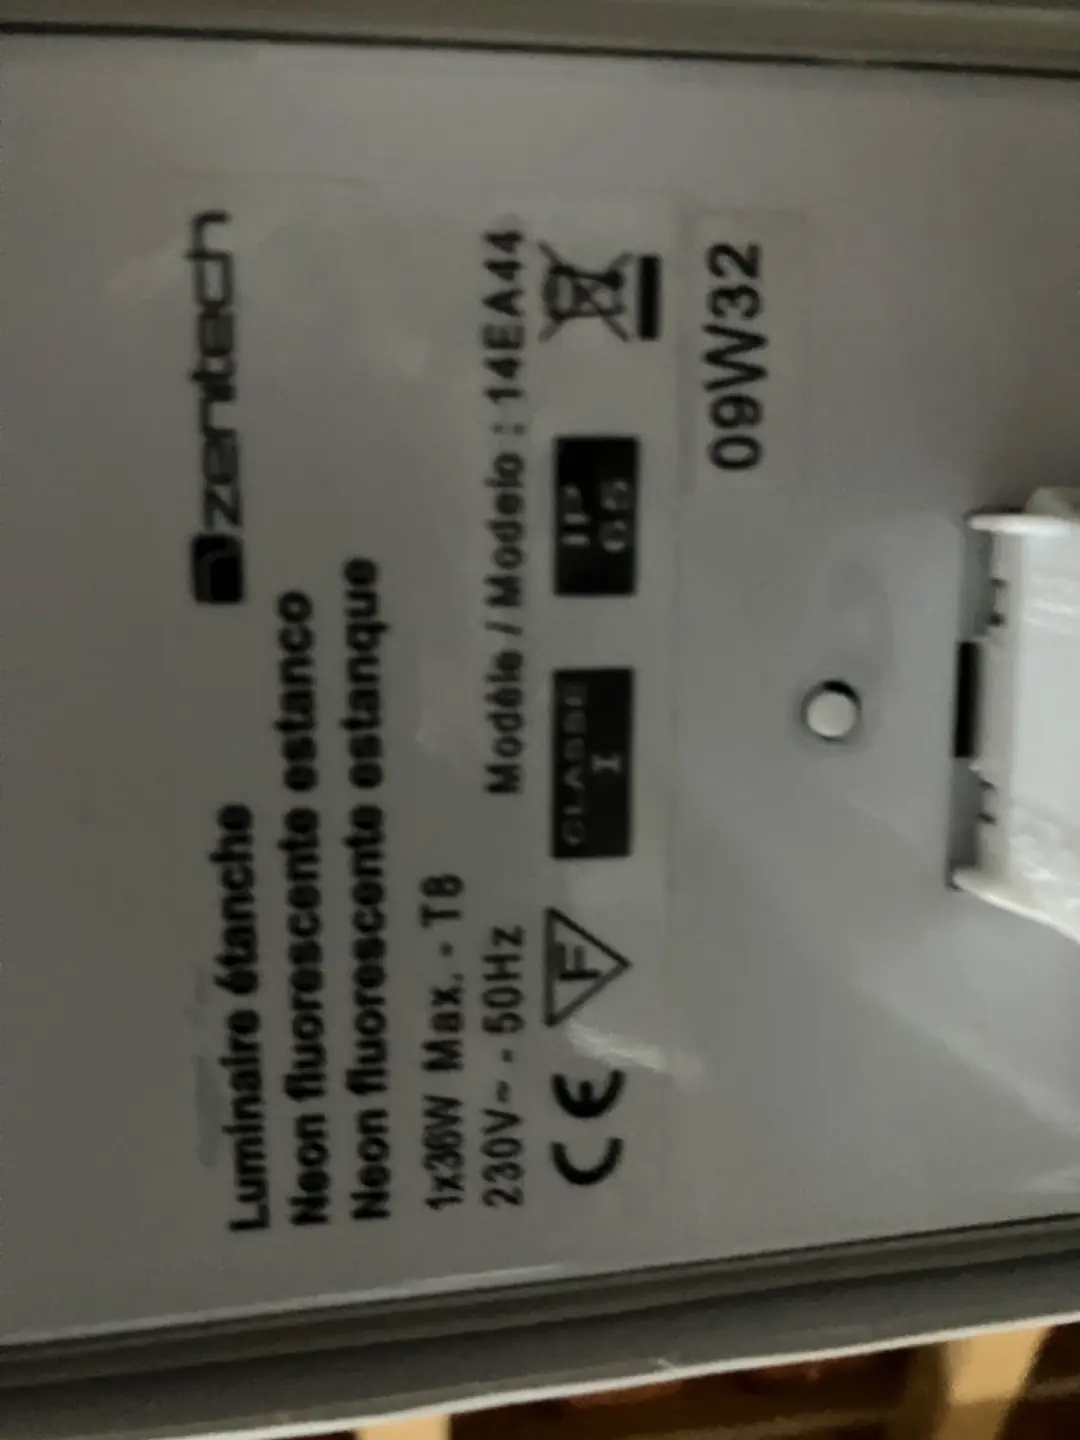 zenitech
Luminaire étanche
Neon fluorescente estanco
Neon fluorescente estanque
1x36W Max. - T8
230V~ - 50Hz
Modèle / Modelo : 14EA44
CE F CLASSE I IP 65
09W32